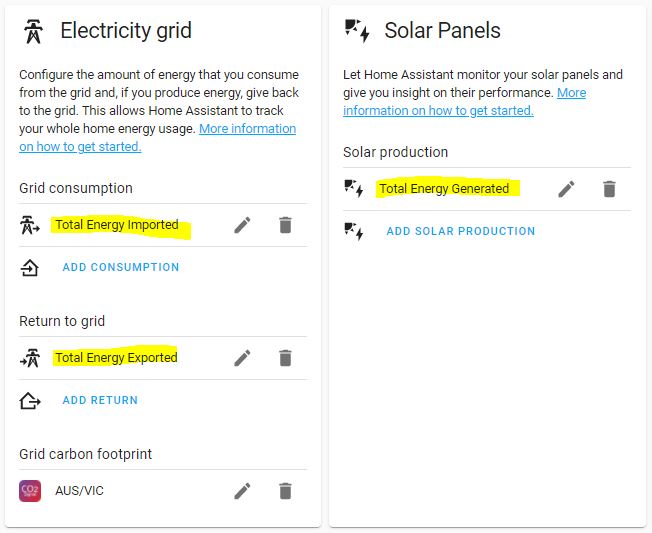 Electricity grid
Configure the amount of energy that you consume
from the grid and, if you produce energy, give back
to the grid. This allows Home Assistant to track
your whole home energy usage. More information
on how to get started.
Grid consumption
Total Energy Imported
ADD CONSUMPTION
Return to grid
Total Energy Exported
ADD RETURN
Grid carbon footprint
CO2
AUS/VIC
Solar Panels
Let Home Assistant monitor your solar panels and
give you insight on their performance. More
information on how to get started.
Solar production
Total Energy Generated
ADD SOLAR PRODUCTION